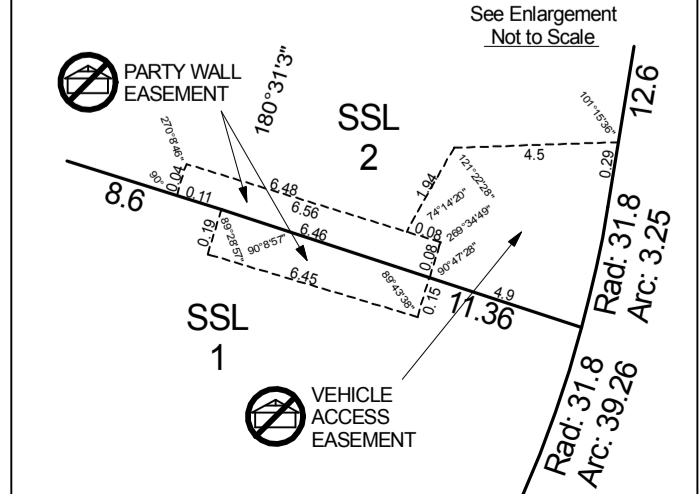 See Enlargement
Not to Scale
PARTY WALL
EASEMENT
180°31'3"
SSL
2
12.6
101°15'36"
4.5
0.29
270°8'46"
90°
0.04
0.11
8.6
6.48
6.56
6.46
1.94
121°22'28"
74°14'20"
269°34'49"
0.08
0.08
90°47'28"
0.19
89°28'57"
90°8'57"
6.45
89°43'38"
0.15
4.9
11.36
Rad: 31.8
Arc: 3.25
SSL
1
VEHICLE
ACCESS
EASEMENT
Rad: 31.8
Arc: 39.26